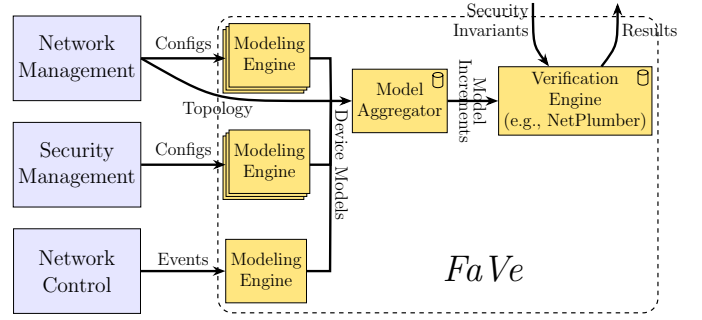 Security
Invariants
Results
Network
Management
Configs
Modeling
Engine
Topology
Model
Aggregator
Model
Increments
Verification
Engine
(e.g., NetPlumber)
Device Models
Security
Management
Configs
Modeling
Engine
Network
Control
Events
Modeling
Engine
FaVe